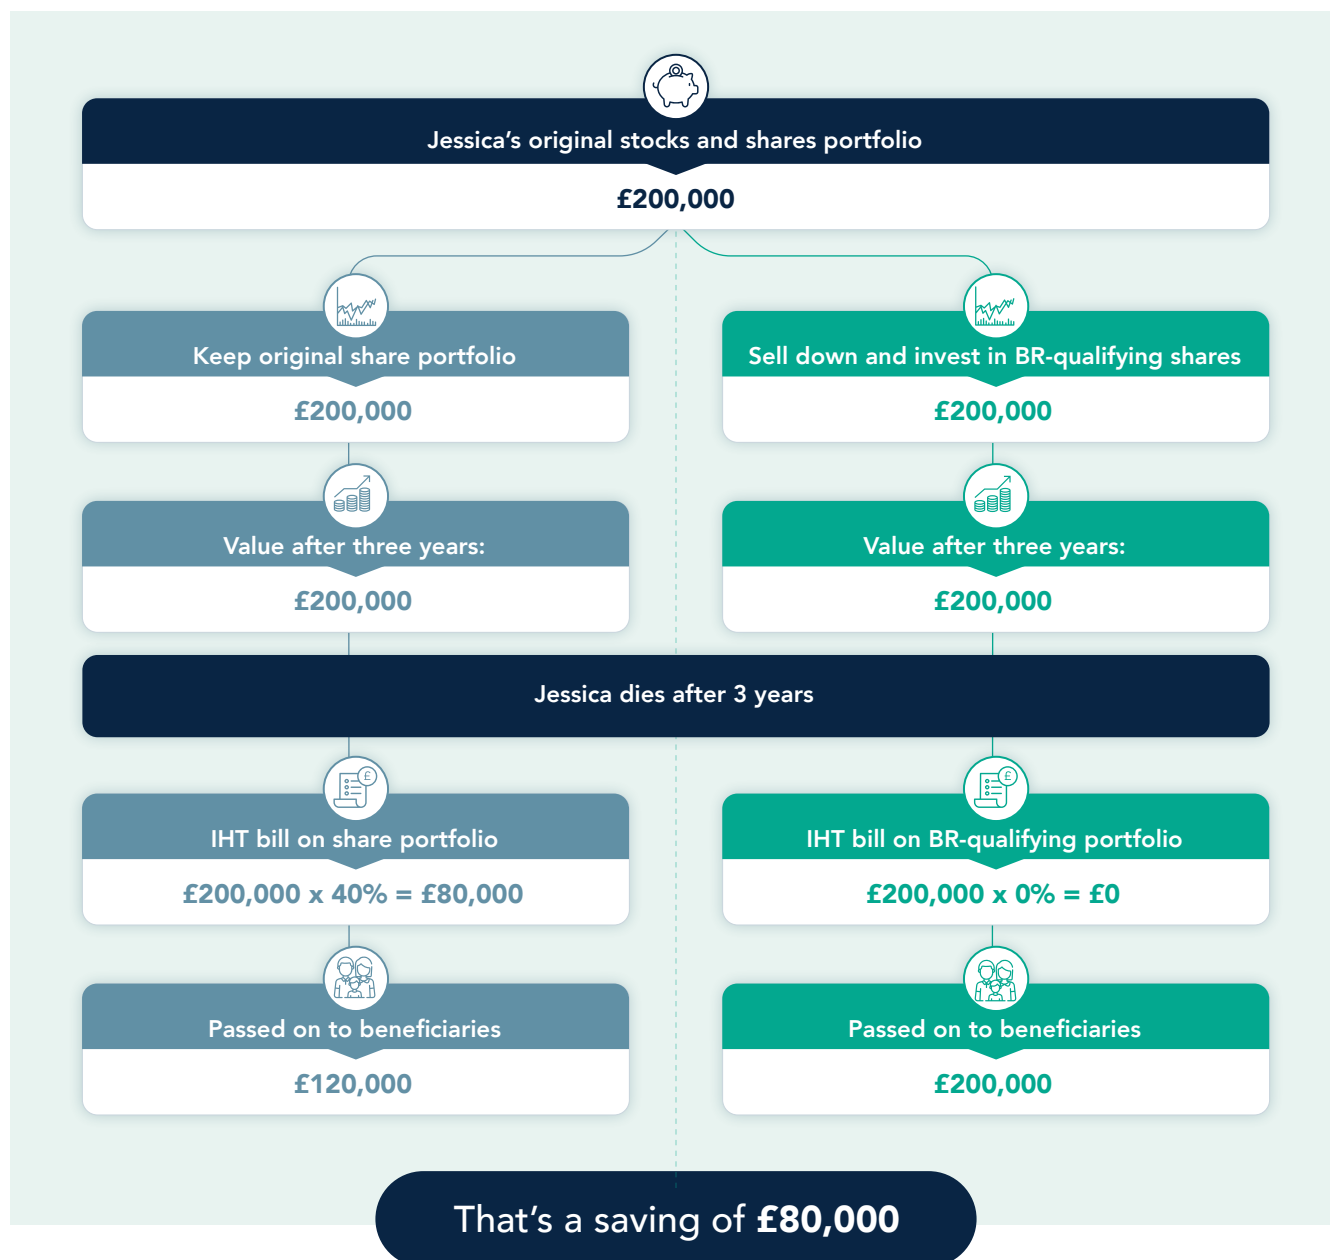 Jessica’s original stocks and shares portfolio
£200,000
Keep original share portfolio
£200,000
Value after three years:
£200,000
Sell down and invest in BR-qualifying shares
£200,000
Value after three years:
£200,000
Jessica dies after 3 years
£
IHT bill on share portfolio
£200,000 x 40% = £80,000
Passed on to beneficiaries
£120,000
£
IHT bill on BR-qualifying portfolio
£200,000 x 0% = £0
Passed on to beneficiaries
£200,000
That’s a saving of £80,000